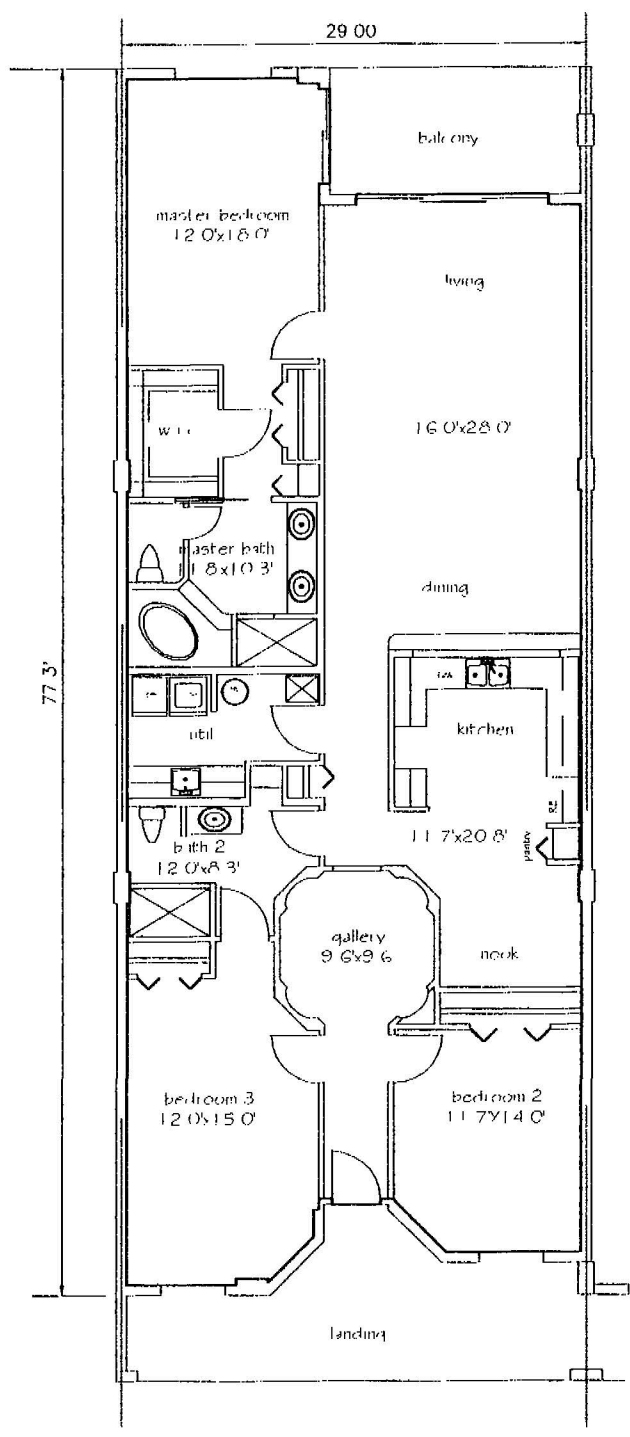 29 00
balcony
master bedroom
12 0'x18 0'
living
16 0'x28 0'
w i c
master bath
11 8x10 3'
dining
77 3'
kitchen
util
11 7'x20 8'
pantry
bath 2
12 0'x8 3'
gallery
9 6'x9 6
nook
bedroom 3
12 0'x15 0'
bedroom 2
11 7'x14 0'
landing